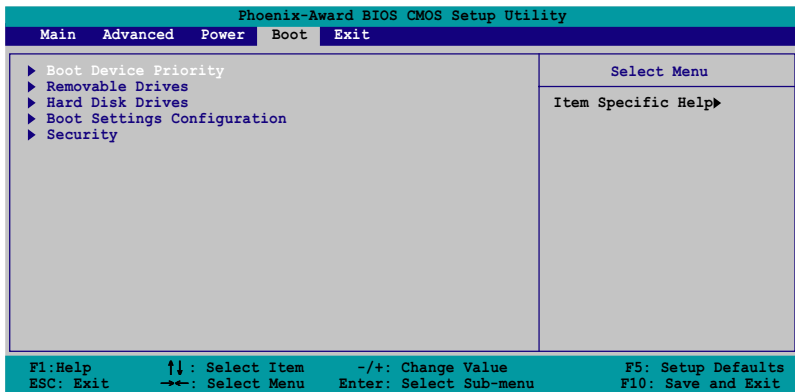 Phoenix-Award BIOS CMOS Setup Utility
Main Advanced Power Boot Exit
Boot Device Priority
Removable Drives
Hard Disk Drives
Boot Settings Configuration
Security
Select Menu
Item Specific Help
F1:Help ↑↓: Select Item -/+: Change Value F5: Setup Defaults
ESC: Exit →←: Select Menu Enter: Select Sub-menu F10: Save and Exit